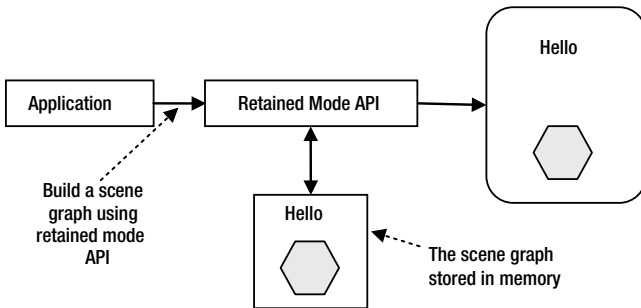 Hello
Application
Retained Mode API
Build a scene
graph using
retained mode
API
Hello
The scene graph
stored in memory